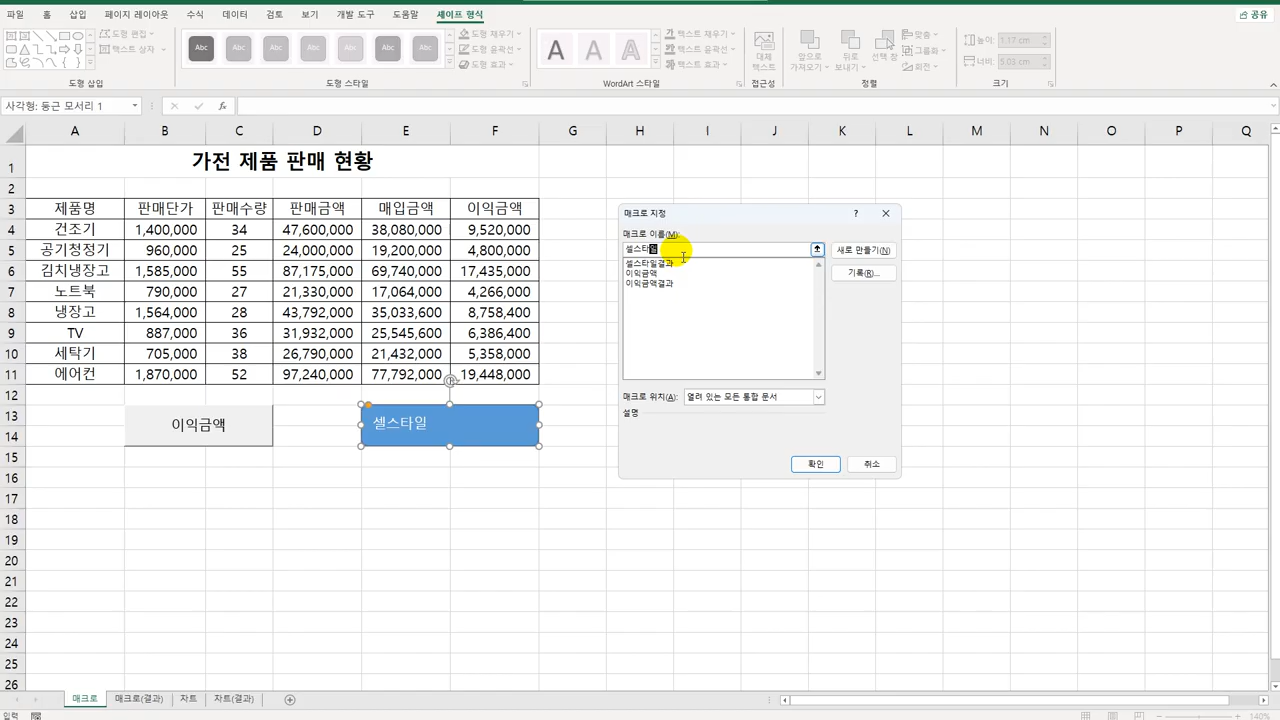 파일 홈 삽입 페이지 레이아웃 수식 데이터 검토 보기 개발 도구 도움말 셰이프 형식 공유
도형 편집 도형 채우기 텍스트 채우기 맞춤 높이: 1.17 cm
텍스트 상자 Abc Abc Abc Abc Abc Abc Abc 도형 윤곽선 A A A 텍스트 윤곽선 대체 텍스트 앞으로 가져오기 뒤로 보내기 선택 창 그룹화 너비: 5.03 cm
도형 효과 텍스트 효과 회전
도형 삽입 도형 스타일 WordArt 스타일 접근성 정렬 크기
사각형: 둥근 모서리 1 fx
A B C D E F G H I J K L M N O P Q
1 가전 제품 판매 현황
2
3 제품명 판매단가 판매수량 판매금액 매입금액 이익금액
4 건조기 1,400,000 34 47,600,000 38,080,000 9,520,000
5 공기청정기 960,000 25 24,000,000 19,200,000 4,800,000
6 김치냉장고 1,585,000 55 87,175,000 69,740,000 17,435,000
7 노트북 790,000 27 21,330,000 17,064,000 4,266,000
8 냉장고 1,564,000 28 43,792,000 35,033,600 8,758,400
9 TV 887,000 36 31,932,000 25,545,600 6,386,400
10 세탁기 705,000 38 26,790,000 21,432,000 5,358,000
11 에어컨 1,870,000 52 97,240,000 77,792,000 19,448,000
12
13
이익금액 셀스타일
14
15
16
17
18
19
20
21
22
23
24
25
26
매크로 지정 ?
매크로 이름(M):
셀스타일 새로 만들기(N)
셀스타일결과
이익금액 기록(R)...
이익금액결과
매크로 위치(A): 열려 있는 모든 통합 문서
설명
확인 취소
매크로 매크로(결과) 차트 차트(결과)
입력 140%